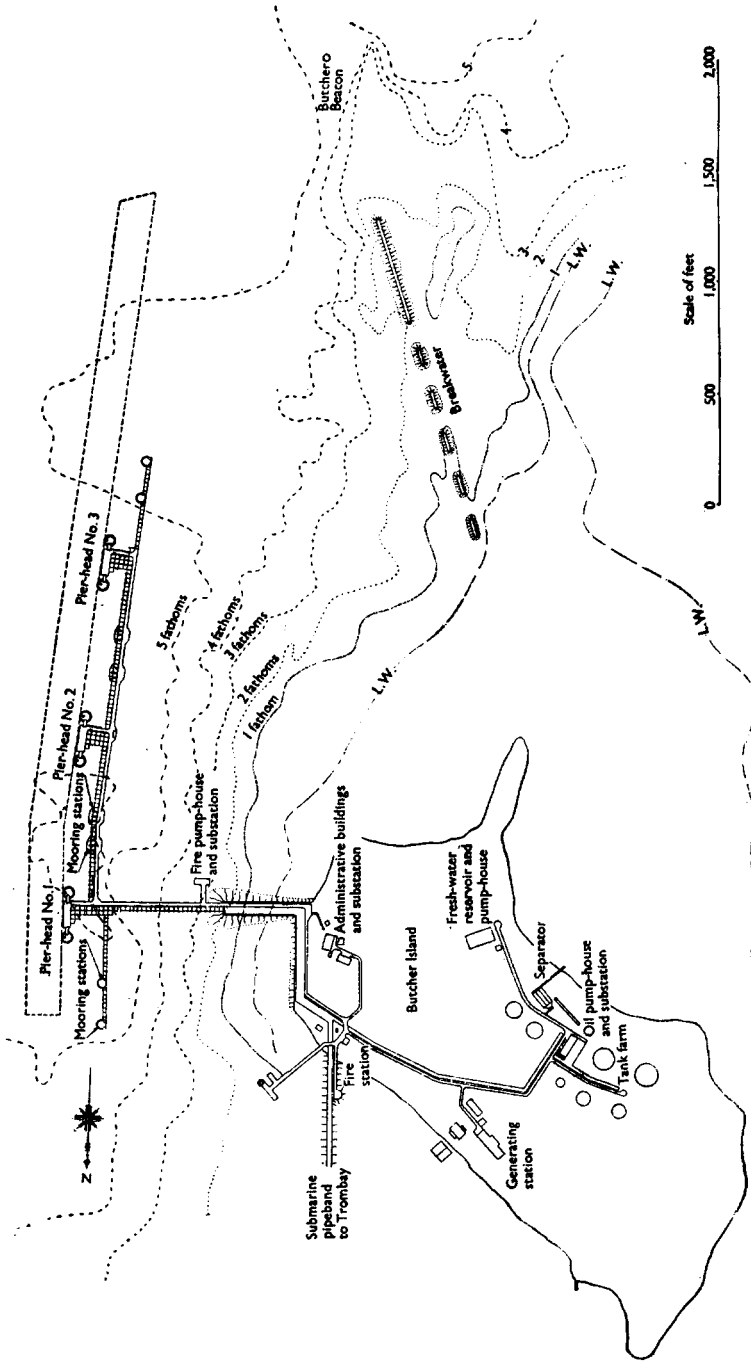 N
Mooring stations
Pier-head No. 1
Mooring stations
Pier-head No. 2
Pier-head No. 3
Fire pump-house
and substation
5 fathoms
4 fathoms
3 fathoms
2 fathoms
1 fathom
L.W.
Butchero
Beacon
5
4
3
2
1
L.W.
L.W.
Breakwater
Submarine
pipeband
to Trombay
Fire
station
Administrative buildings
and substation
Butcher Island
Fresh-water
reservoir and
pump-house
Separator
Oil pump-house
and substation
Tank farm
Generating
station
L.W.
Scale of feet
0
500
1,000
1,500
2,000